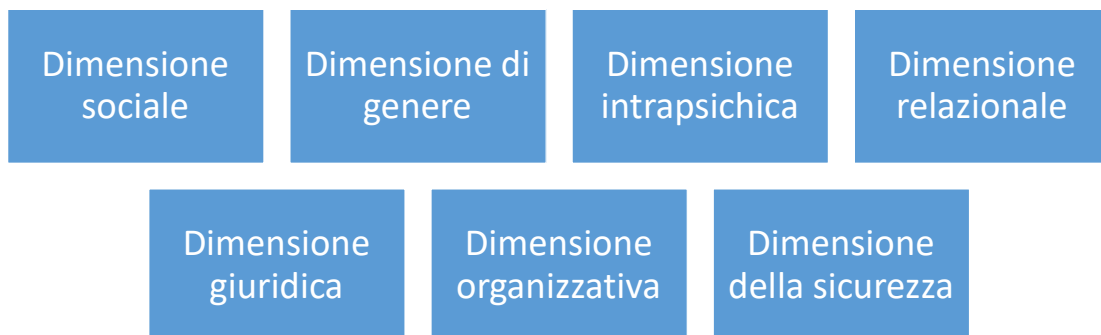 Dimensione
sociale
Dimensione di
genere
Dimensione
intrapsichica
Dimensione
relazionale
Dimensione
giuridica
Dimensione
organizzativa
Dimensione
della sicurezza